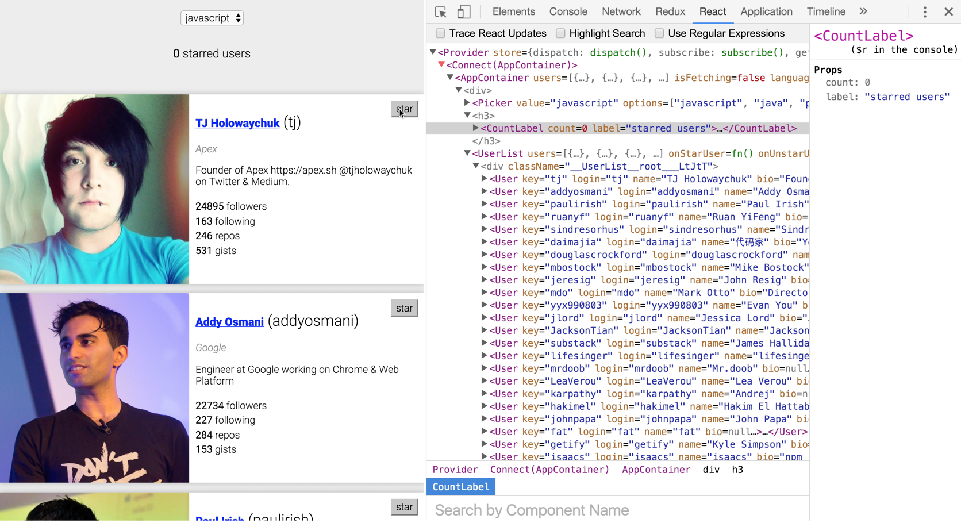 javascript
0 starred users
star
TJ Holowaychuk (tj)
Apex
Founder of Apex https://apex.sh @tjholowaychuk
on Twitter & Medium.
24895 followers
163 following
246 repos
531 gists
star
Addy Osmani (addyosmani)
Google
Engineer at Google working on Chrome & Web
Platform
22734 followers
227 following
284 repos
153 gists
star
Paul Irish (paulirish)
Elements Console Network Redux React Application Timeline »
Trace React Updates Highlight Search Use Regular Expressions
<Provider store={dispatch: dispatch(), subscribe: subscribe(), ge
<Connect(AppContainer)>
<AppContainer users=[{…}, {…}, {…}, …] isFetching=false languag
<div>
<Picker value="javascript" options=["javascript", "java", "p
<h3>
<CountLabel count=0 label="starred users">…</CountLabel>
</h3>
<UserList users=[{…}, {…}, {…}, …] onStarUser=fn() onUnstarU
<div className="__UserList__root___LtJtT">
<User key="tj" login="tj" name="TJ Holowaychuk" bio="Foun
<User key="addyosmani" login="addyosmani" name="Addy Osma
<User key="paulirish" login="paulirish" name="Paul Irish"
<User key="ruanyf" login="ruanyf" name="Ruan YiFeng" bio=
<User key="sindresorhus" login="sindresorhus" name="Sindr
<User key="daimajia" login="daimajia" name="代码家" bio="Yo
<User key="douglascrockford" login="douglascrockford" nam
<User key="mbostock" login="mbostock" name="Mike Bostock"
<User key="jeresig" login="jeresig" name="John Resig" bio
<User key="mdo" login="mdo" name="Mark Otto" bio="Directo
<User key="yyx990803" login="yyx990803" name="Evan You" b
<User key="jlord" login="jlord" name="Jessica Lord" bio=
<User key="JacksonTian" login="JacksonTian" name="Jackson
<User key="substack" login="substack" name="James Hallida
<User key="lifesinger" login="lifesinger" name="lifesinge
<User key="mrdoob" login="mrdoob" name="Mr.doob" bio=null
<User key="LeaVerou" login="LeaVerou" name="Lea Verou" bi
<User key="karpathy" login="karpathy" name="Andrej" bio=n
<User key="hakimel" login="hakimel" name="Hakim El Hattab
<User key="johnpapa" login="johnpapa" name="John Papa" bi
<User key="fat" login="fat" name="fat" bio=null…>…</User>
<User key="getify" login="getify" name="Kyle Simpson" bio
<User key="isaacs" login="isaacs" name="isaacs" bio="npm
Provider Connect(AppContainer) AppContainer div h3
CountLabel
Search by Component Name
<CountLabel>
($r in the console)
Props
count: 0
label: "starred users"